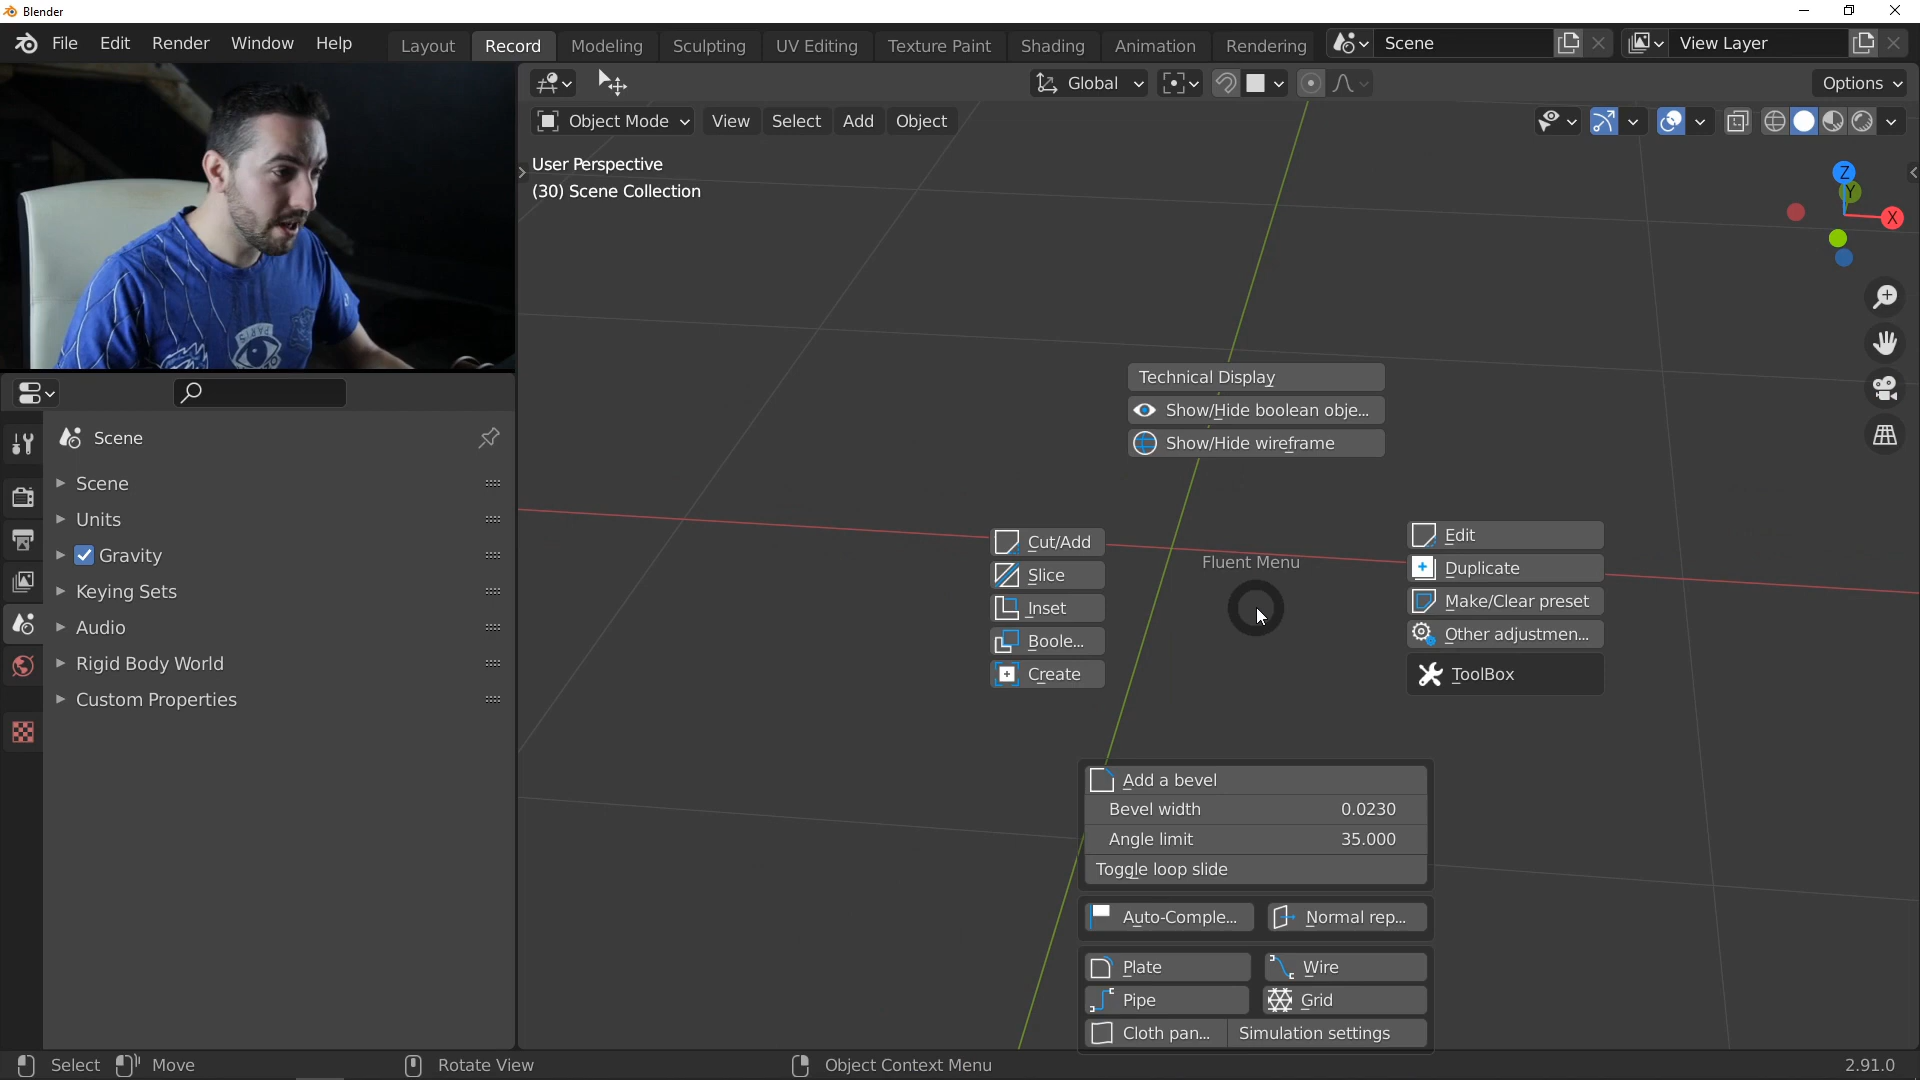 Blender
File Edit Render Window Help Layout Record Modeling Sculpting UV Editing Texture Paint Shading Animation Rendering Scene View Layer
Global Options
Object Mode View Select Add Object
User Perspective
(30) Scene Collection
Z
Y
X
PARIS
Technical Display
Show/Hide boolean obje...
Show/Hide wireframe
Fluent Menu
Cut/Add
Slice
Inset
Boole...
Create
Edit
Duplicate
Make/Clear preset
Other adjustmen...
ToolBox
Scene
Scene
Units
Gravity
Keying Sets
Audio
Rigid Body World
Custom Properties
Add a bevel
Bevel width 0.0230
Angle limit 35.000
Toggle loop slide
Auto-Comple... Normal rep...
Plate Wire
Pipe Grid
Cloth pan... Simulation settings
Select Move Rotate View Object Context Menu 2.91.0